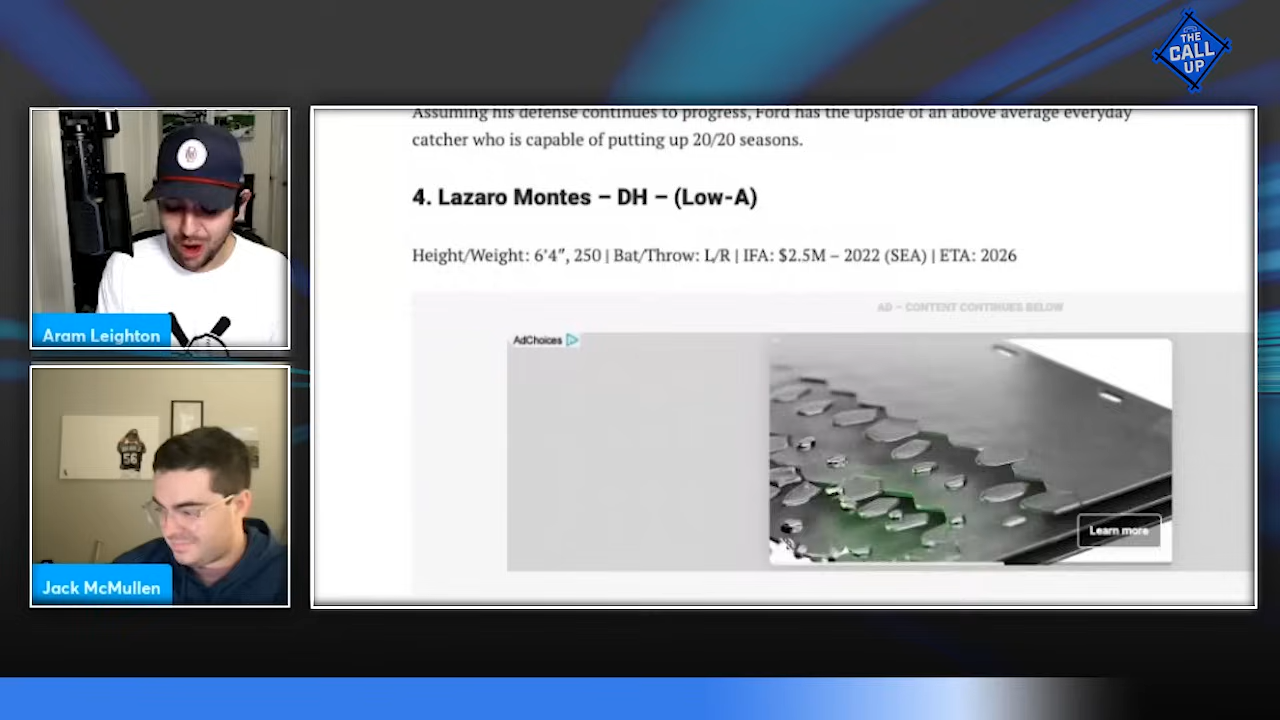 THE
CALL
UP
Assuming his defense continues to progress, Ford has the upside of an above average everyday
catcher who is capable of putting up 20/20 seasons.
4. Lazaro Montes – DH – (Low-A)
Height/Weight: 6'4″, 250 | Bat/Throw: L/R | IFA: $2.5M – 2022 (SEA) | ETA: 2026
AD – CONTENT CONTINUES BELOW
AdChoices
Learn more
Aram Leighton
56
Jack McMullen